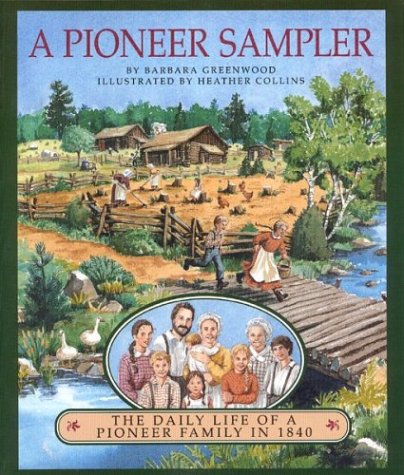 A PIONEER SAMPLER
BY BARBARA GREENWOOD
ILLUSTRATED BY HEATHER COLLINS
THE DAILY LIFE OF A
PIONEER FAMILY IN 1840